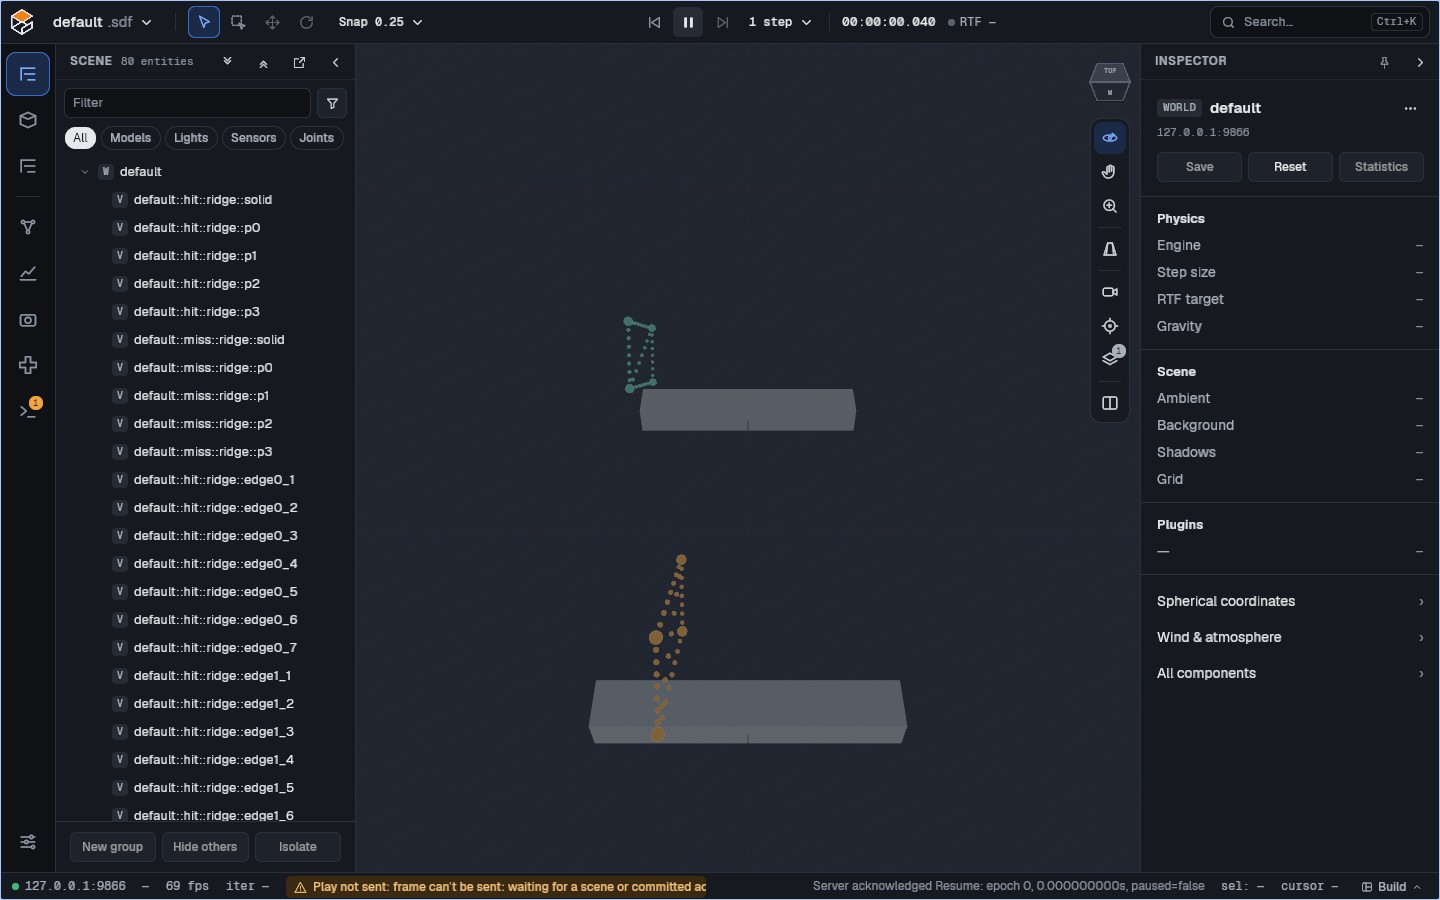 default .sdf
Snap 0.25
1 step
00:00:00.040
RTF –
Search...
Ctrl+K
SCENE 80 entities
Filter
All Models Lights Sensors Joints
W default
V default::hit::ridge::solid
V default::hit::ridge::p0
V default::hit::ridge::p1
V default::hit::ridge::p2
V default::hit::ridge::p3
V default::miss::ridge::solid
V default::miss::ridge::p0
V default::miss::ridge::p1
V default::miss::ridge::p2
V default::miss::ridge::p3
V default::hit::ridge::edge0_1
V default::hit::ridge::edge0_2
V default::hit::ridge::edge0_3
V default::hit::ridge::edge0_4
V default::hit::ridge::edge0_5
V default::hit::ridge::edge0_6
V default::hit::ridge::edge0_7
V default::hit::ridge::edge1_1
V default::hit::ridge::edge1_2
V default::hit::ridge::edge1_3
V default::hit::ridge::edge1_4
V default::hit::ridge::edge1_5
V default::hit::ridge::edge1_6
New group Hide others Isolate
1
TOP
W
1
INSPECTOR
WORLD default
127.0.0.1:9866
Save Reset Statistics
Physics
Engine –
Step size –
RTF target –
Gravity –
Scene
Ambient –
Background –
Shadows –
Grid –
Plugins
— –
Spherical coordinates
Wind & atmosphere
All components
127.0.0.1:9866 – 69 fps iter –
Play not sent: frame can't be sent: waiting for a scene or committed ac
Server acknowledged Resume: epoch 0, 0.000000000s, paused=false
sel: – cursor –
Build